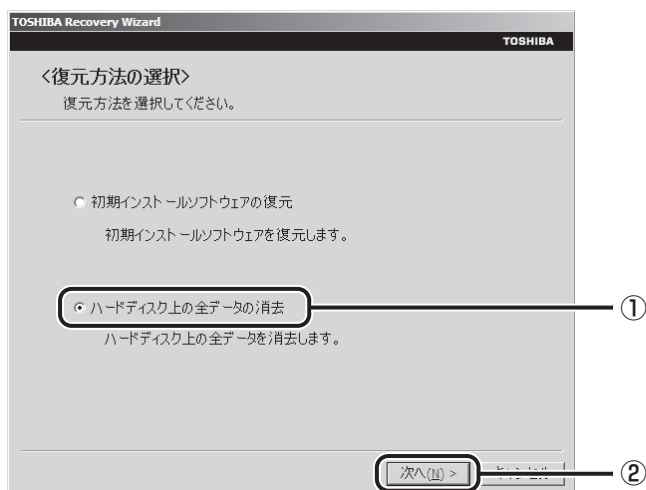 TOSHIBA Recovery Wizard
TOSHIBA
〈復元方法の選択〉
復元方法を選択してください。
初期インストールソフトウェアの復元
初期インストールソフトウェアを復元します。
ハードディスク上の全データの消去
①
ハードディスク上の全データを消去します。
次へ(N) >
②